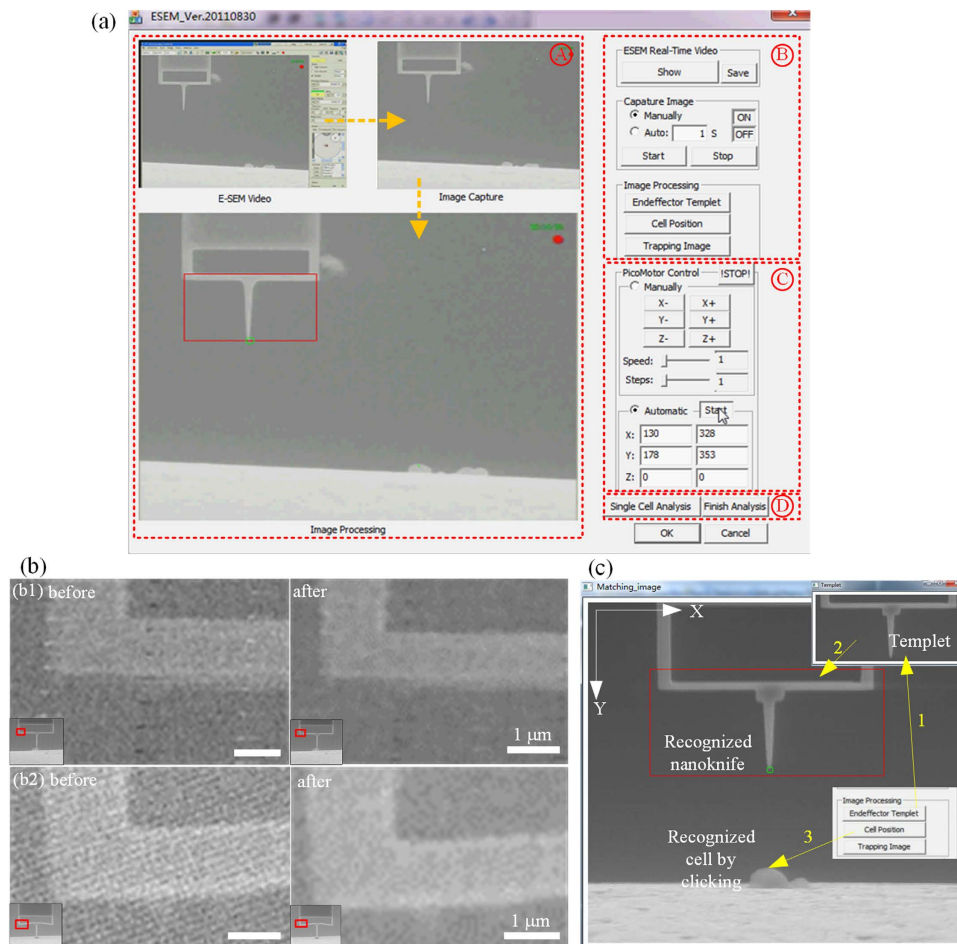 (a)
ESEM_Ver.20110830
A
E-SEM Video
Image Capture
Image Processing
B
ESEM Real-Time Video
Show
Save
Capature Image
Manually
ON
Auto:
1
S
OFF
Start
Stop
Image Processing
Endeffector Templet
Cell Position
Trapping Image
C
PicoMotor Control
!STOP!
Manually
X-
X+
Y-
Y+
Z-
Z+
Speed:
1
Steps:
1
Automatic
Start
X:
130
328
Y:
178
353
Z:
0
0
D
Single Cell Analysis
Finish Analysis
OK
Cancel
(b)
(b1) before
after
1 µm
(b2) before
after
1 µm
(c)
Matching_image
Templet
X
Y
Templet
2
1
Recognized
nanoknife
Image Processing
Endeffector Templet
Cell Position
Trapping Image
3
Recognized
cell by
clicking